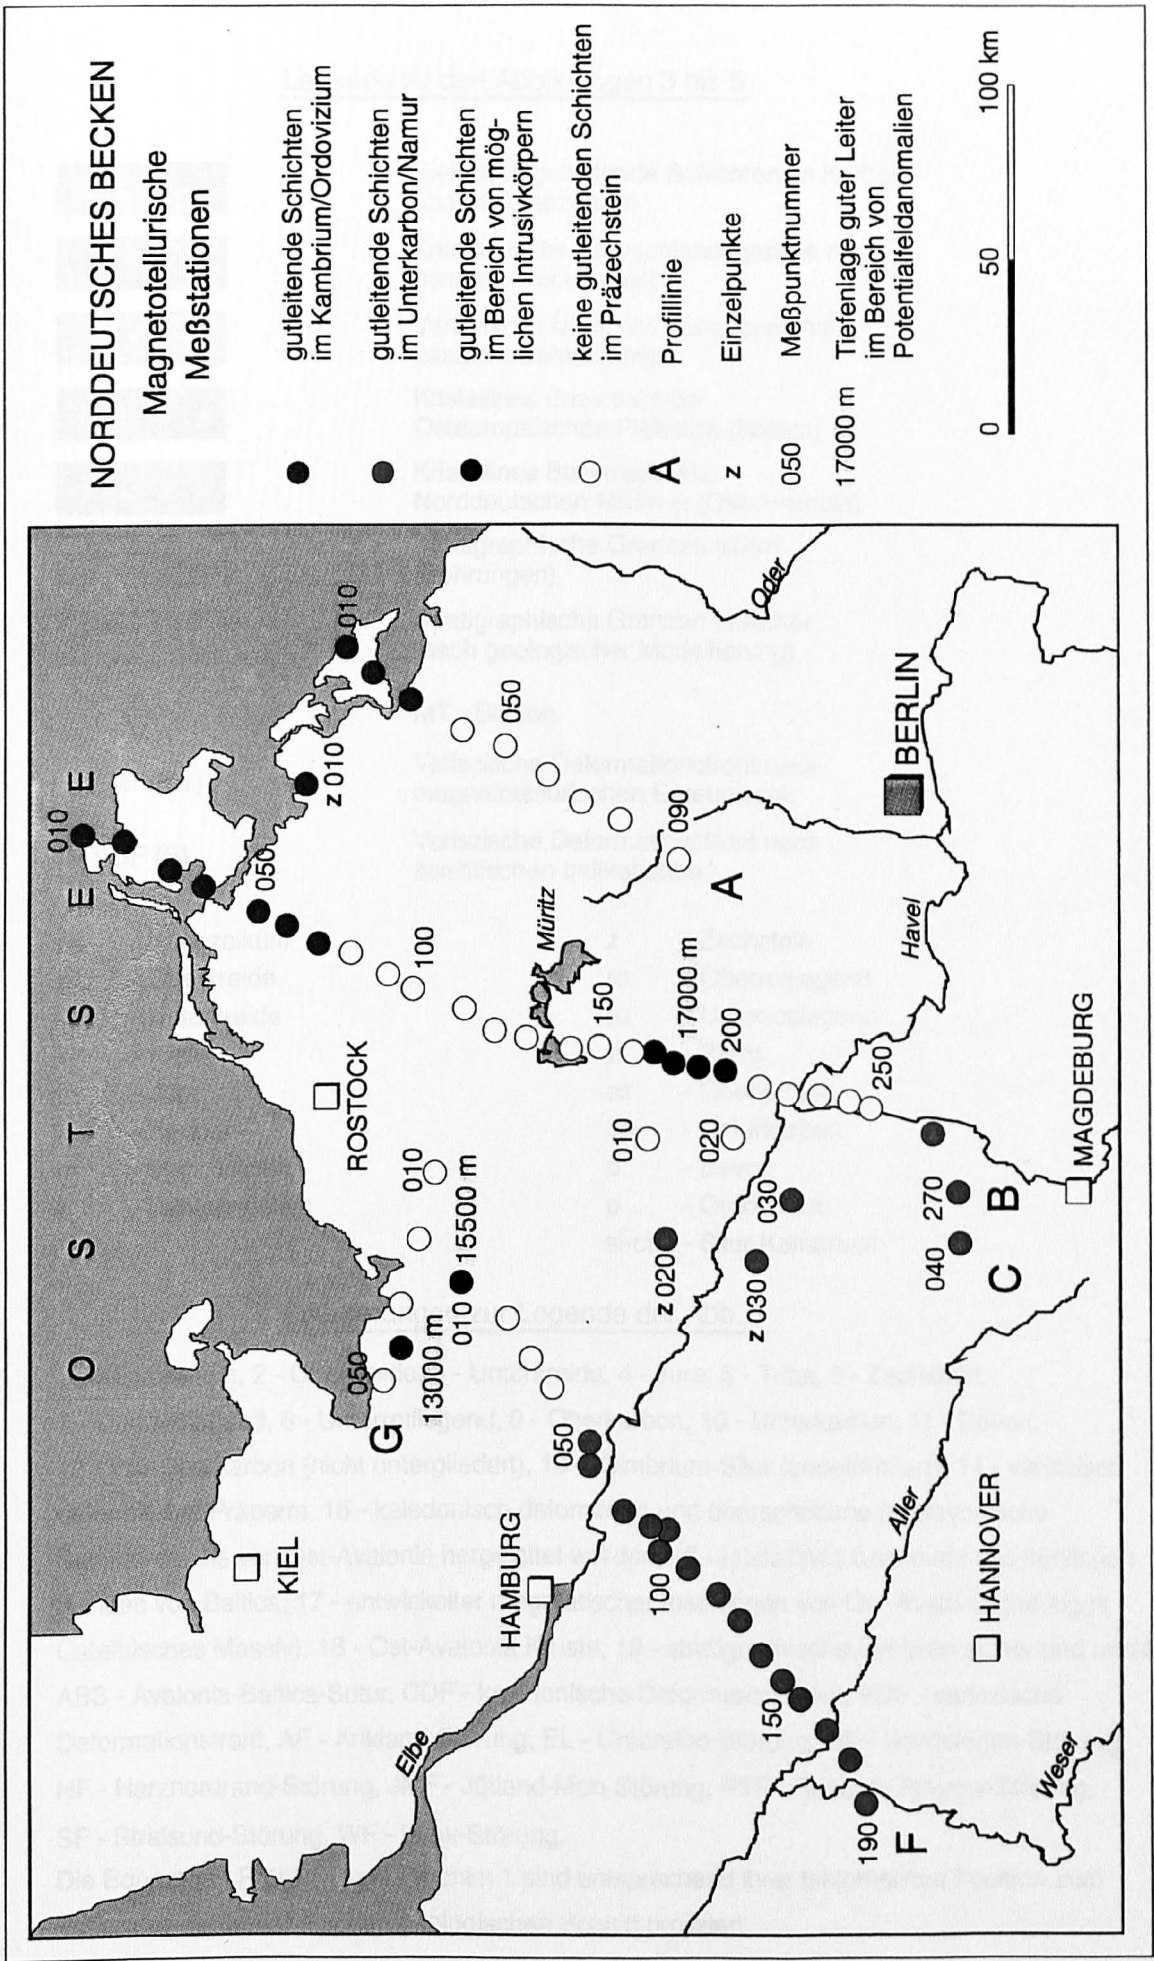 NORDDEUTSCHES BECKEN
Magnetotellurische
Meßstationen
gutleitende Schichten
im Kambrium/Ordovizium
gutleitende Schichten
im Unterkarbon/Namur
gutleitende Schichten
im Bereich von mög-
lichen Intrusivkörpern
keine gutleitenden Schichten
im Präzechstein
A Profillinie
z Einzelpunkte
050 Meßpunktnummer
17000 m Tiefenlage guter Leiter
im Bereich von
Potentialfeldanomalien
0 50 100 km
OSTSEE
010
010
z 010
050
050
100
090
A
Müritz
Oder
BERLIN
Havel
ROSTOCK
150
17000 m
200
250
010
020
010
15500 m
010
13000 m
050
G
z 020
030
z 030
270
040
B
C
MAGDEBURG
KIEL
HAMBURG
050
100
150
190
F
Elbe
Aller
HANNOVER
Weser